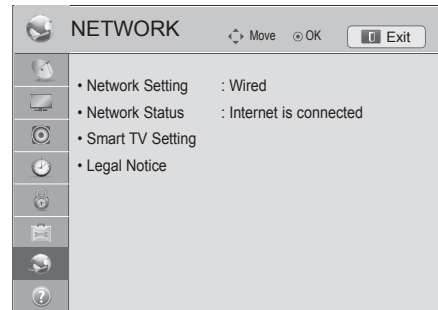 NETWORK Move OK Exit
• Network Setting : Wired
• Network Status : Internet is connected
• Smart TV Setting
• Legal Notice
?